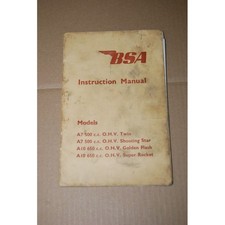 BSA
Instruction Manual
Models
A7 500 c.c. O.H.V. Twin
A7 500 c.c. O.H.V. Shooting Star
A10 650 c.c. O.H.V. Golden Flash
A10 650 c.c. O.H.V. Super Rocket